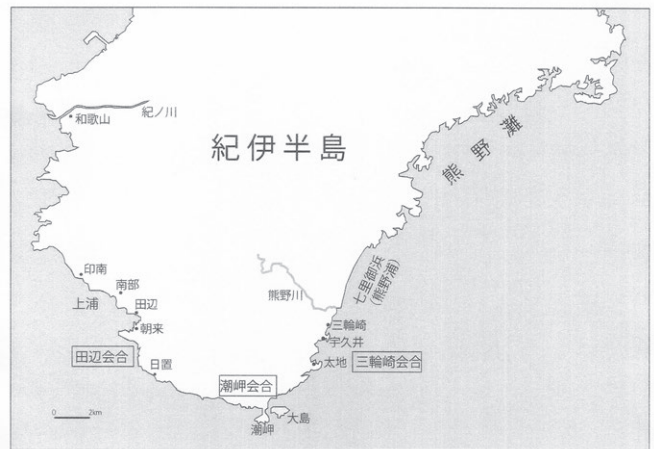 紀ノ川
和歌山
紀伊半島
熊野灘
印南
南部
上浦
田辺
朝来
田辺会合
日置
熊野川
七里御浜
(熊野浦)
三輪崎
宇久井
太地
三輪崎会合
潮岬会合
大島
潮岬
0 2km